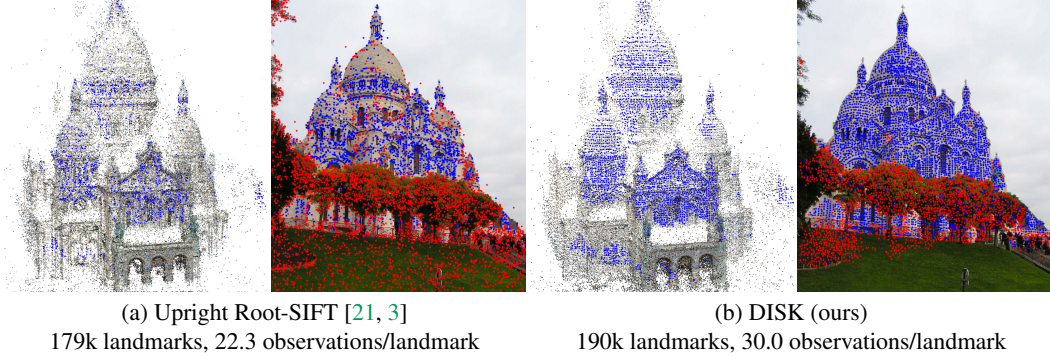 (a) Upright Root-SIFT [21, 3]
179k landmarks, 22.3 observations/landmark
(b) DISK (ours)
190k landmarks, 30.0 observations/landmark